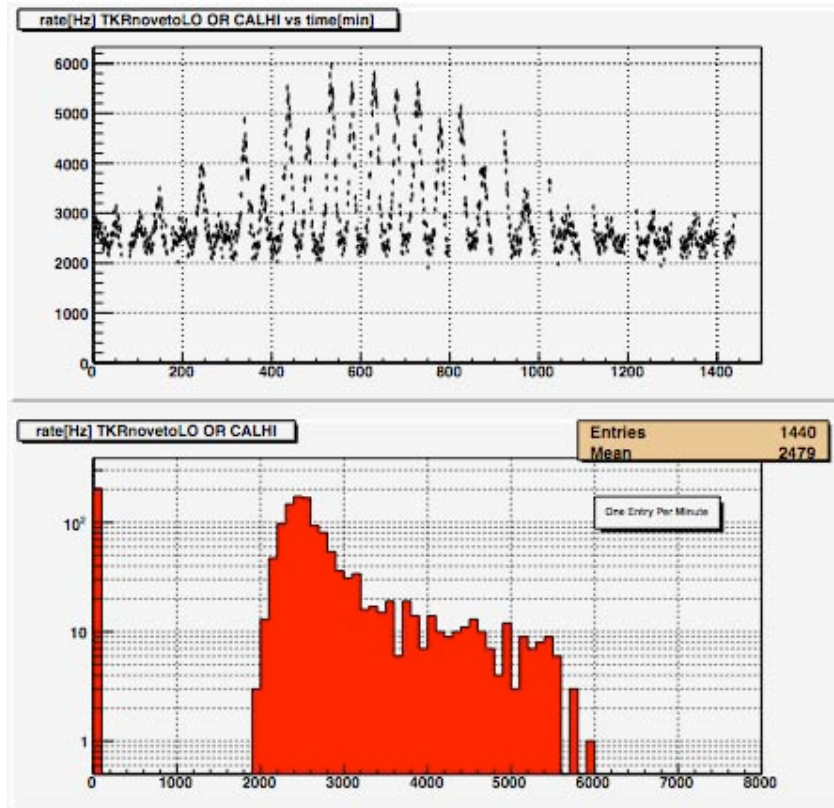 rate[Hz] TKRnovetoLO OR CALHI vs time[min]
6000
5000
4000
3000
2000
1000
0
0 200 400 600 800 1000 1200 1400
rate[Hz] TKRnovetoLO OR CALHI
Entries 1440
Mean 2479
One Entry Per Minute
10²
10
1
0 1000 2000 3000 4000 5000 6000 7000 8000